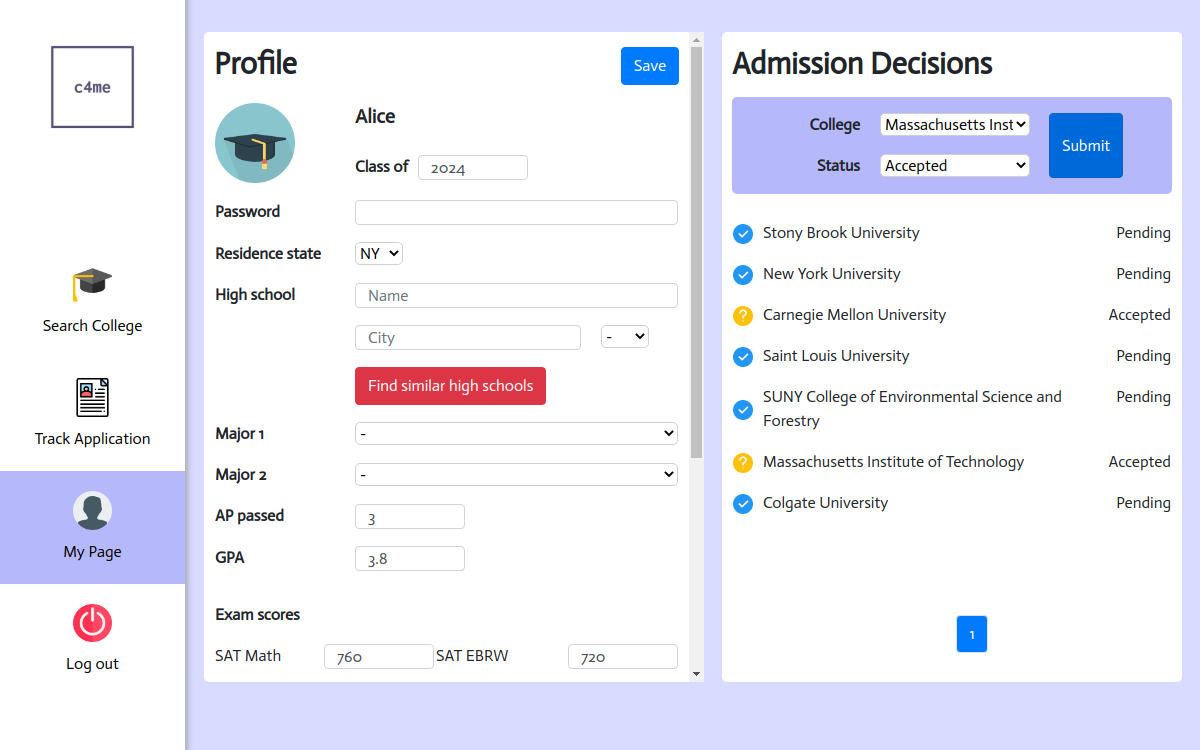 c4me
Search College
Track Application
My Page
Log out
Profile
Save
Alice
Class of 2024
Password
Residence state NY
High school Name
City -
Find similar high schools
Major 1 -
Major 2 -
AP passed 3
GPA 3.8
Exam scores
SAT Math 760 SAT EBRW 720
Admission Decisions
College Massachusetts Inst
Status Accepted
Submit
Stony Brook University Pending
New York University Pending
? Carnegie Mellon University Accepted
Saint Louis University Pending
SUNY College of Environmental Science and Pending
Forestry
? Massachusetts Institute of Technology Accepted
Colgate University Pending
1